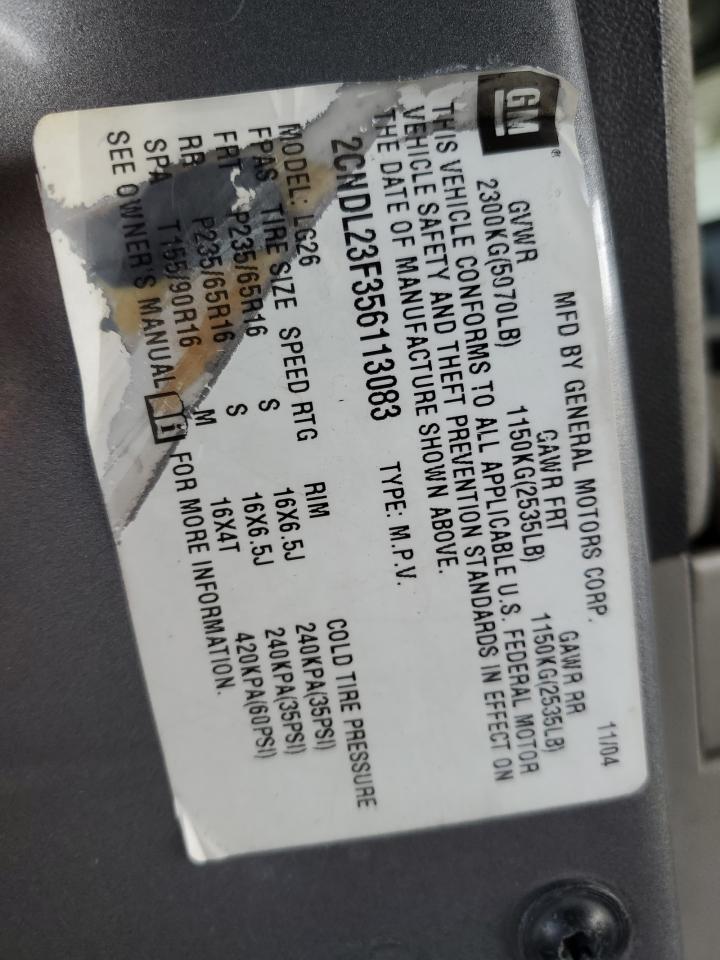 GM ®
MFD BY GENERAL MOTORS CORP. 11/04
GVWR GAWR FRT GAWR RR
2300KG(5070LB) 1150KG(2535LB) 1150KG(2535LB)
THIS VEHICLE CONFORMS TO ALL APPLICABLE U.S. FEDERAL MOTOR
VEHICLE SAFETY AND THEFT PREVENTION STANDARDS IN EFFECT ON
THE DATE OF MANUFACTURE SHOWN ABOVE.
2CNDL23F356113083 TYPE: M.P.V.
MODEL: LG26
FPAS TIRE SIZE SPEED RTG RIM COLD TIRE PRESSURE
FRT P235/65R16 S 16X6.5J 240KPA(35PSI)
RR P235/65R16 S 16X6.5J 240KPA(35PSI)
SPA T155/90R16 M 16X4T 420KPA(60PSI)
SEE OWNER'S MANUAL i FOR MORE INFORMATION.